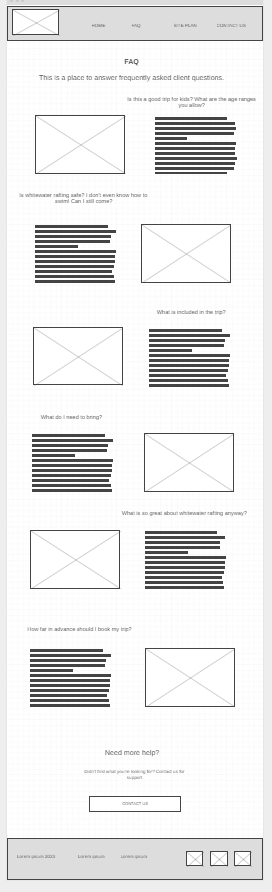 HOME FAQ SITE PLAN CONTACT US
FAQ
This is a place to answer frequently asked client questions.
Is this a good trip for kids? What are the age ranges
you allow?
Is whitewater rafting safe? I don't even know how to
swim! Can I still come?
What is included in the trip?
What do I need to bring?
What is so great about whitewater rafting anyway?
How far in advance should I book my trip?
Need more help?
Didn't find what you're looking for? Contact us for
support.
CONTACT US
Lorem ipsum 2023 Lorem ipsum Lorem ipsum